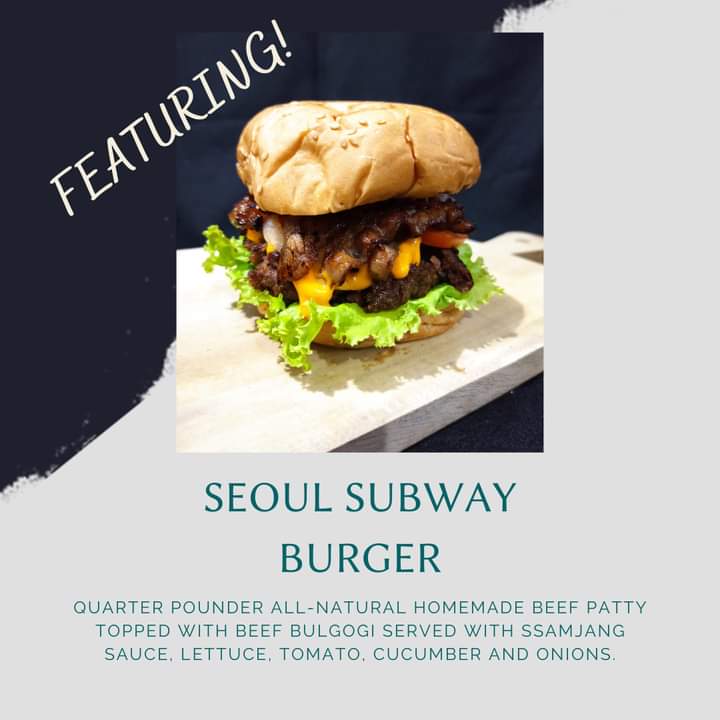 FEATURING!
SEOUL SUBWAY
BURGER
QUARTER POUNDER ALL-NATURAL HOMEMADE BEEF PATTY
TOPPED WITH BEEF BULGOGI SERVED WITH SSAMJANG
SAUCE, LETTUCE, TOMATO, CUCUMBER AND ONIONS.